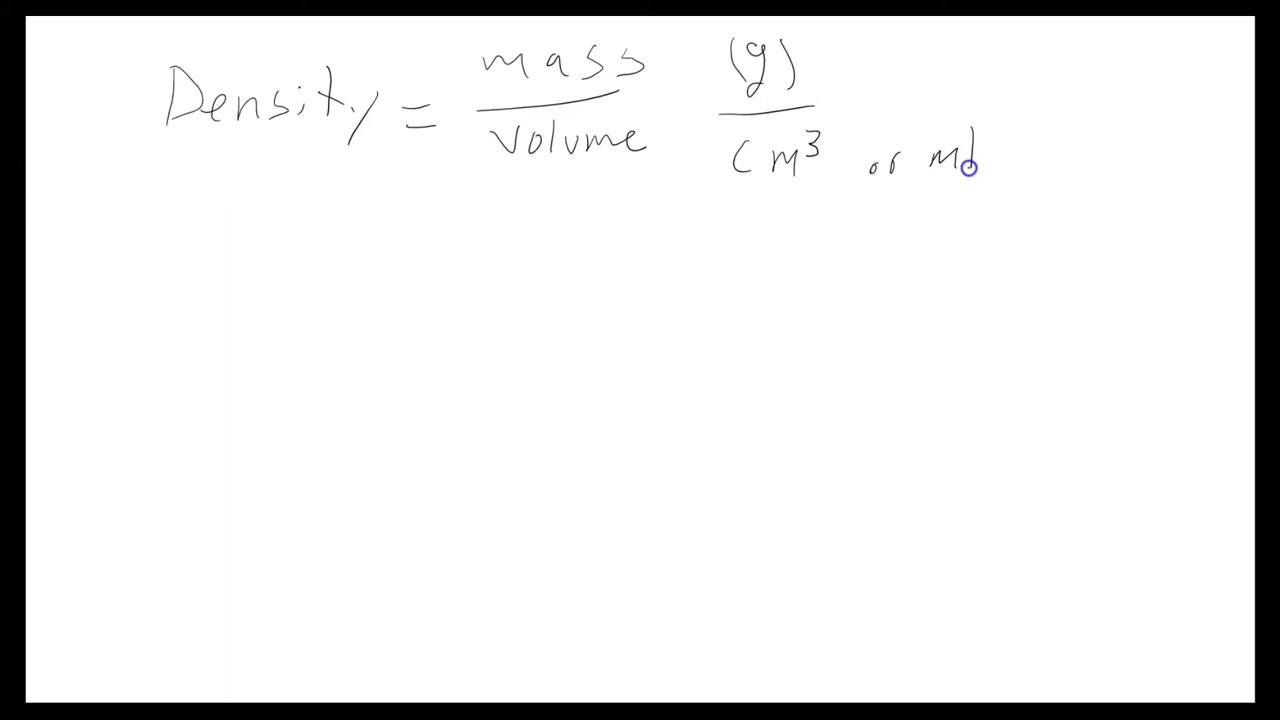 Density = mass / volume (g) / cm³ or ml